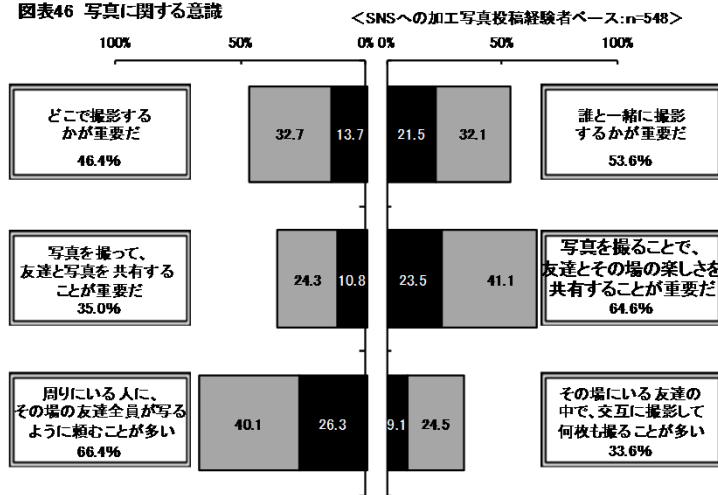 図表46 写真に関する意識
＜SNSへの加工写真投稿経験者ベース:n=548＞
100% 50% 0% 0% 50% 100%
どこで撮影する
かが重要だ
46.4%
32.7 13.7 21.5 32.1
誰と一緒に撮影
するかが重要だ
53.6%
写真を撮って、
友達と写真を共有する
ことが重要だ
35.0%
24.3 10.8 23.5 41.1
写真を撮ることで、
友達とその場の楽しさを
共有することが重要だ
64.6%
周りにいる人に、
その場の友達全員が写る
ように頼むことが多い
66.4%
40.1 26.3 9.1 24.5
その場にいる友達の
中で、交互に撮影して
何枚も撮ることが多い
33.6%